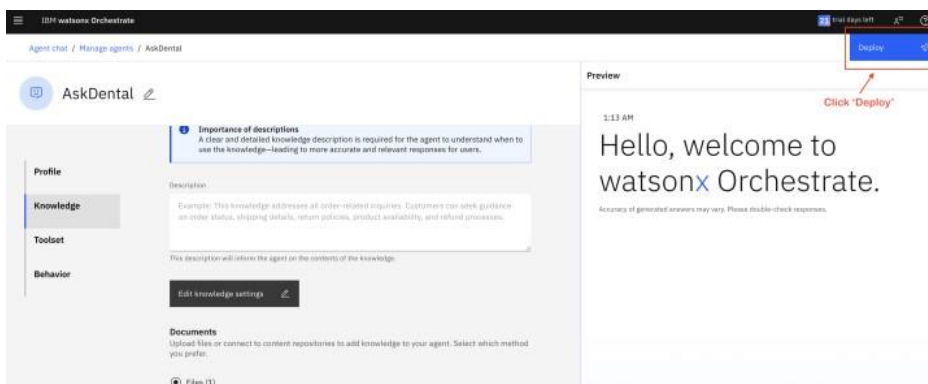 IBM watsonx Orchestrate
21 trial days left
Agent chat / Manage agents / AskDental
Deploy
AskDental
Importance of descriptions
A clear and detailed knowledge description is required for the agent to understand when to
use the knowledge—leading to more accurate and relevant responses for users.
Profile
Knowledge
Toolset
Behavior
Description
Example: This knowledge addresses all order-related inquiries. Customers can seek guidance
on order status, shipping details, return policies, product availability, and refund processes.
This description will inform the agent on the contents of the knowledge.
Edit knowledge settings
Documents
Upload files or connect to content repositories to add knowledge to your agent. Select which method
you prefer.
Files (1)
Preview
Click 'Deploy'
1:13 AM
Hello, welcome to
watsonx Orchestrate.
Accuracy of generated answers may vary. Please double-check responses.